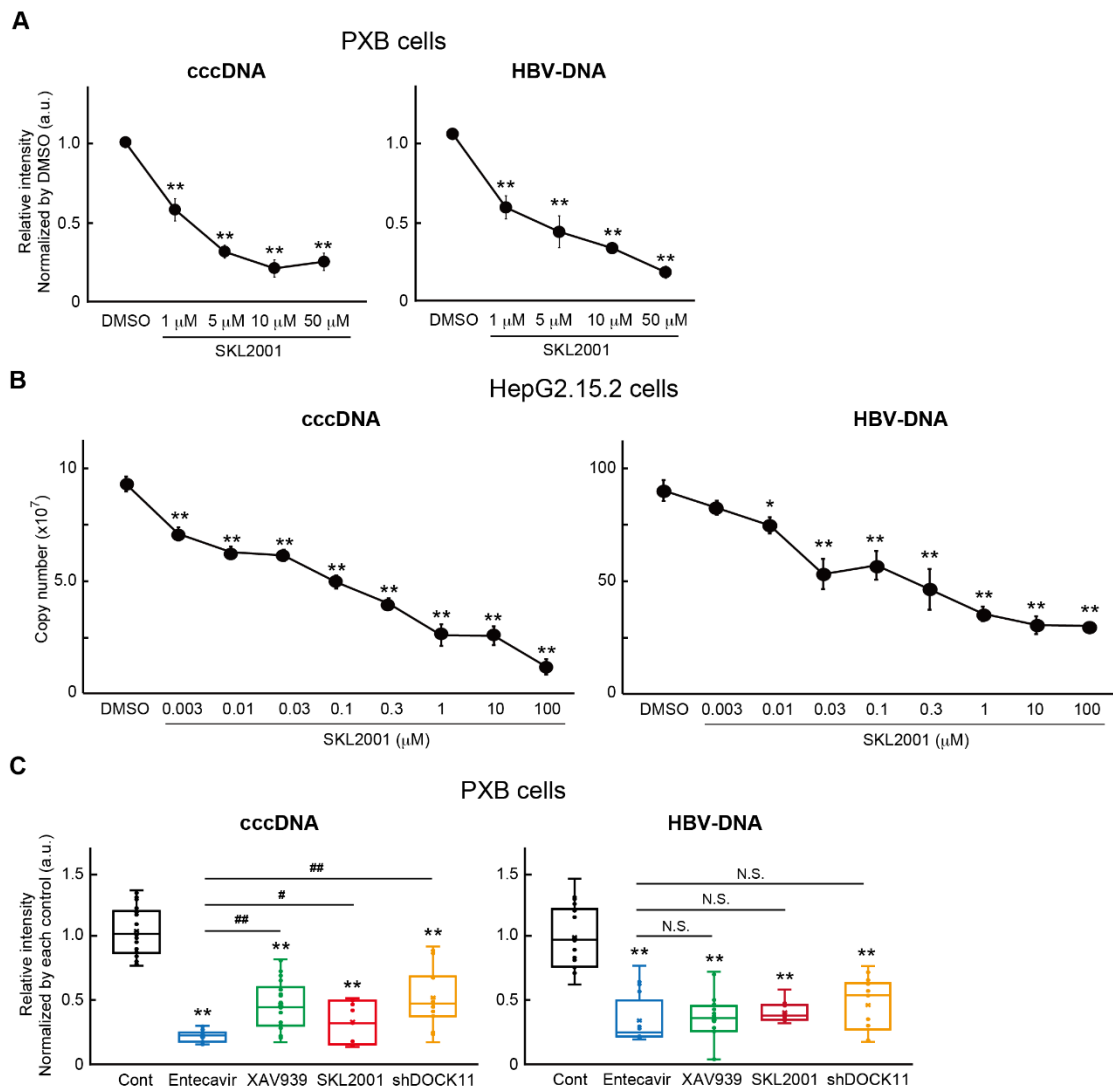 A
PXB cells
cccDNA
HBV-DNA
Relative intensity
Normalized by DMSO (a.u.)
1.0
0.5
0
** ** ** **
DMSO 1 μM 5 μM 10 μM 50 μM
SKL2001
1.0
0.5
0
** ** ** **
DMSO 1 μM 5 μM 10 μM 50 μM
SKL2001
B
HepG2.15.2 cells
cccDNA
HBV-DNA
Copy number (x10⁷)
10
5.0
0
** ** ** ** ** ** ** **
DMSO 0.003 0.01 0.03 0.1 0.3 1 10 100
SKL2001 (μM)
100
50
0
* ** ** ** ** ** **
DMSO 0.003 0.01 0.03 0.1 0.3 1 10 100
SKL2001 (μM)
C
PXB cells
cccDNA
HBV-DNA
Relative intensity
Normalized by each control (a.u.)
1.5
1.0
0.5
0
##
#
##
** ** ** **
Cont Entecavir XAV939 SKL2001 shDOCK11
1.5
1.0
0.5
0
N.S.
N.S.
N.S.
** ** ** **
Cont Entecavir XAV939 SKL2001 shDOCK11